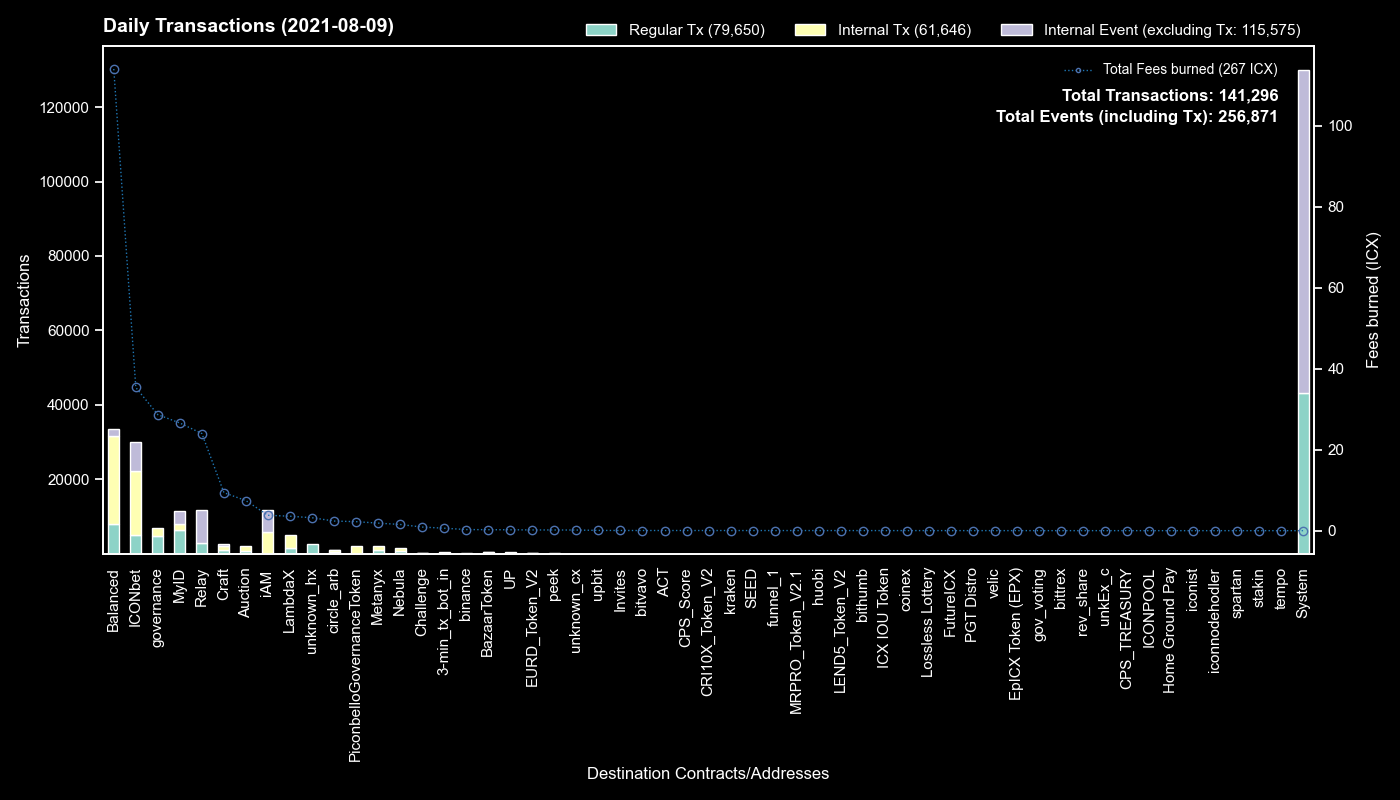 Daily Transactions (2021-08-09)
Regular Tx (79,650)
Internal Tx (61,646)
Internal Event (excluding Tx: 115,575)
Total Fees burned (267 ICX)
Total Transactions: 141,296
Total Events (including Tx): 256,871
Transactions
120000
100000
80000
60000
40000
20000
Fees burned (ICX)
100
80
60
40
20
0
Balanced
ICONbet
governance
MyID
Relay
Craft
Auction
iAM
LambdaX
unknown_hx
circle_arb
PiconbelloGovernanceToken
Metanyx
Nebula
Challenge
3-min_tx_bot_in
binance
BazaarToken
UP
EURD_Token_V2
peek
unknown_cx
upbit
Invites
bitvavo
ACT
CPS_Score
CRI10X_Token_V2
kraken
SEED
funnel_1
MRPRO_Token_V2.1
huobi
LEND5_Token_V2
bithumb
ICX IOU Token
coinex
Lossless Lottery
FutureICX
PGT Distro
velic
EpICX Token (EPX)
gov_voting
bittrex
rev_share
unkEx_c
CPS_TREASURY
ICONPOOL
Home Ground Pay
iconist
iconnodehodler
spartan
stakin
tempo
System
Destination Contracts/Addresses